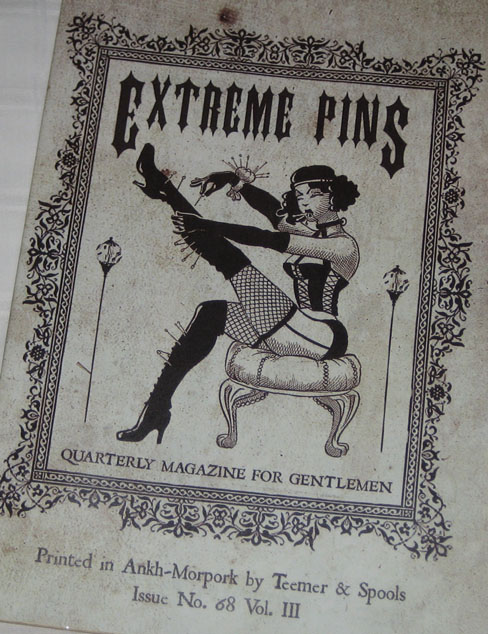 EXTREME PINS
QUARTERLY MAGAZINE FOR GENTLEMEN
Printed in Ankh-Morpork by Teemer & Spools
Issue No. 68 Vol. III